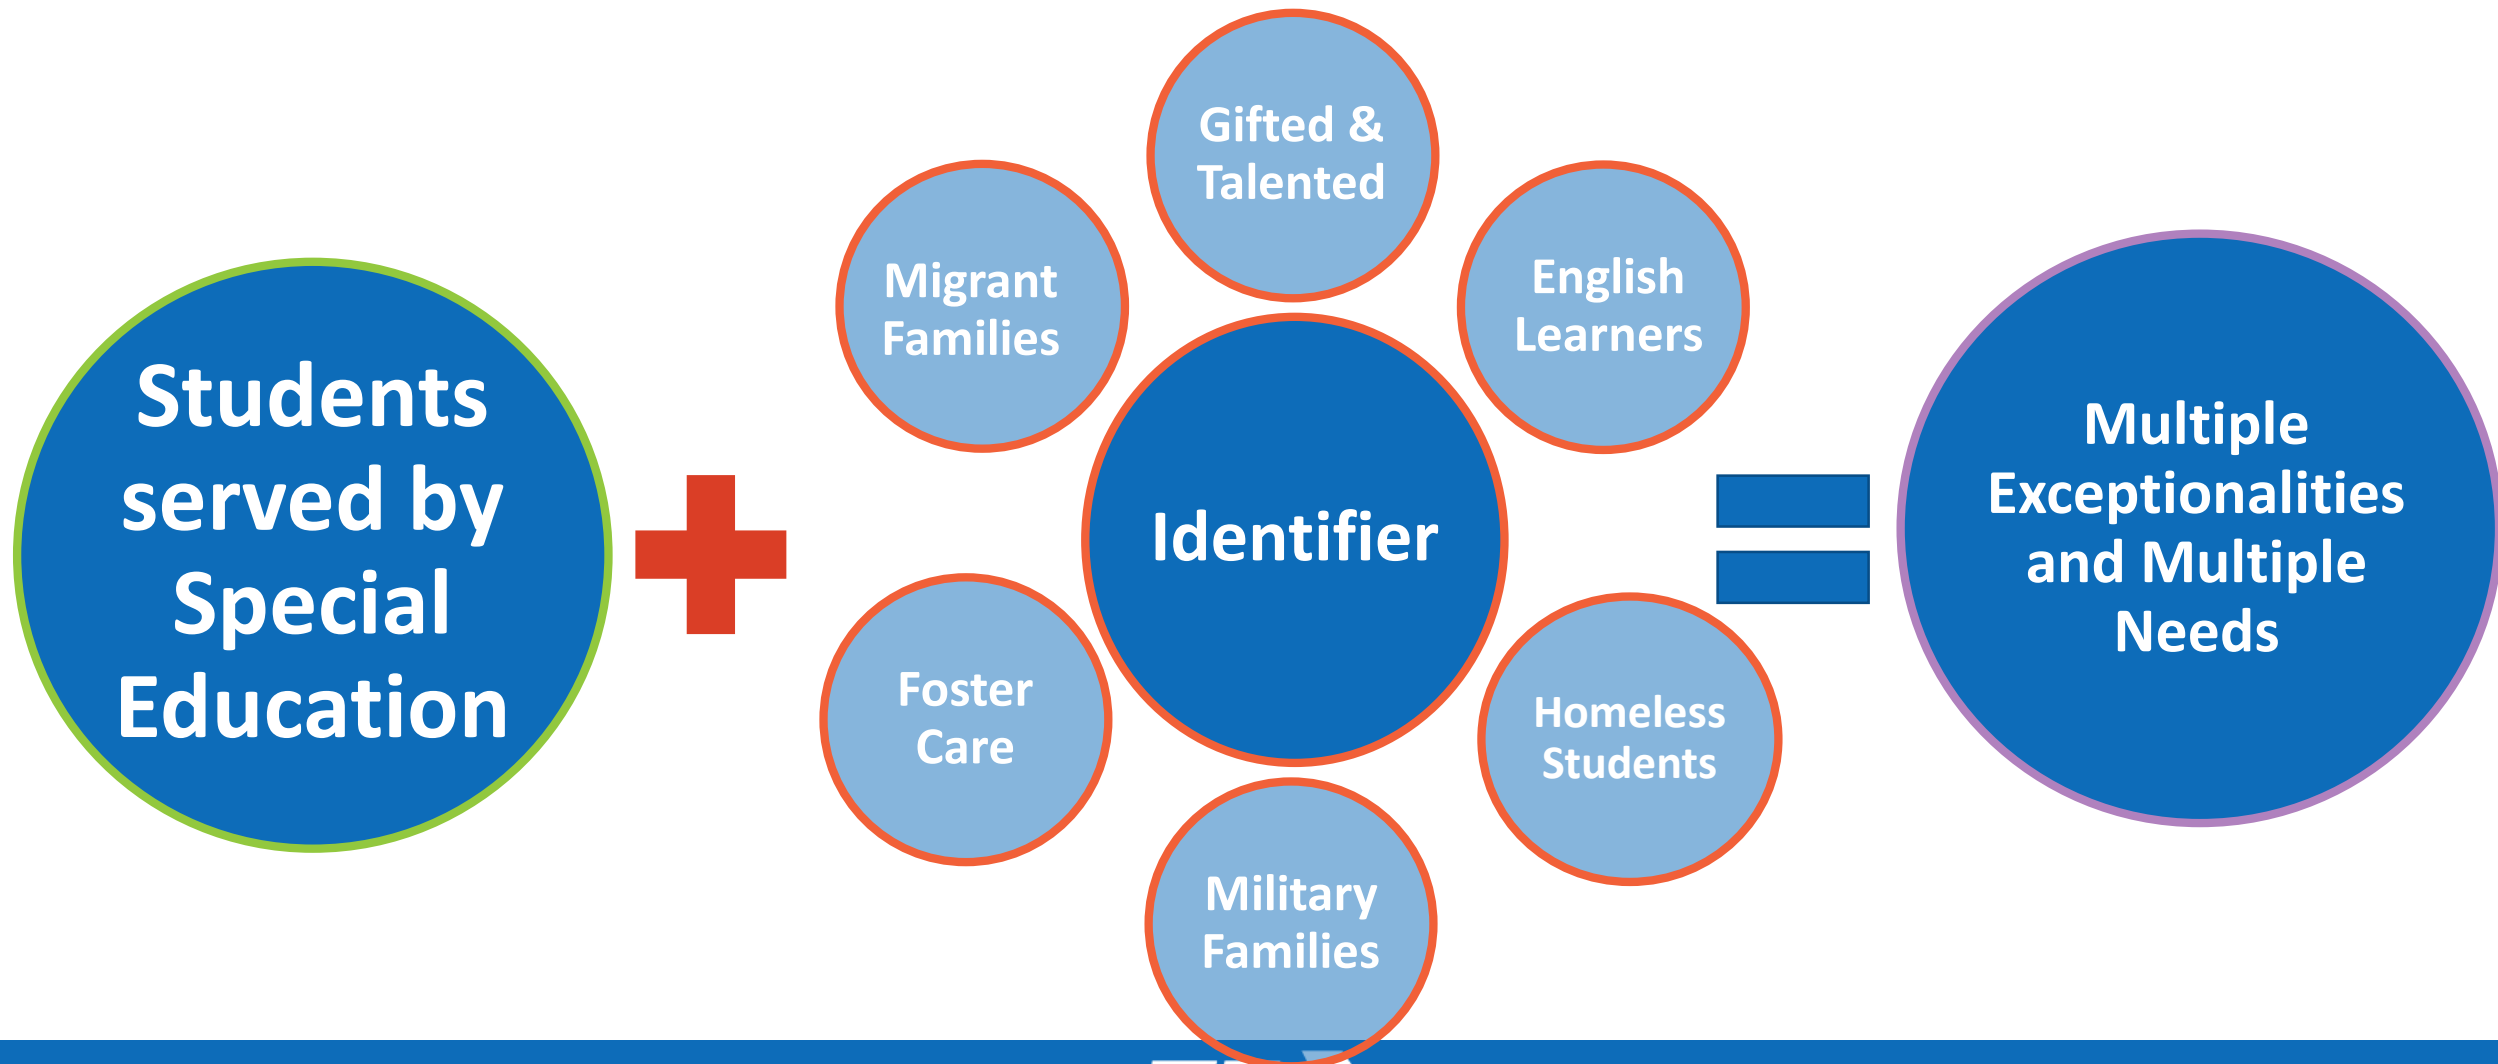 Students
served by
Special
Education
Gifted &
Talented
Migrant
Families
English
Learners
Identifier
Foster
Care
Homeless
Students
Military
Families
Multiple
Exceptionalities
and Multiple
Needs